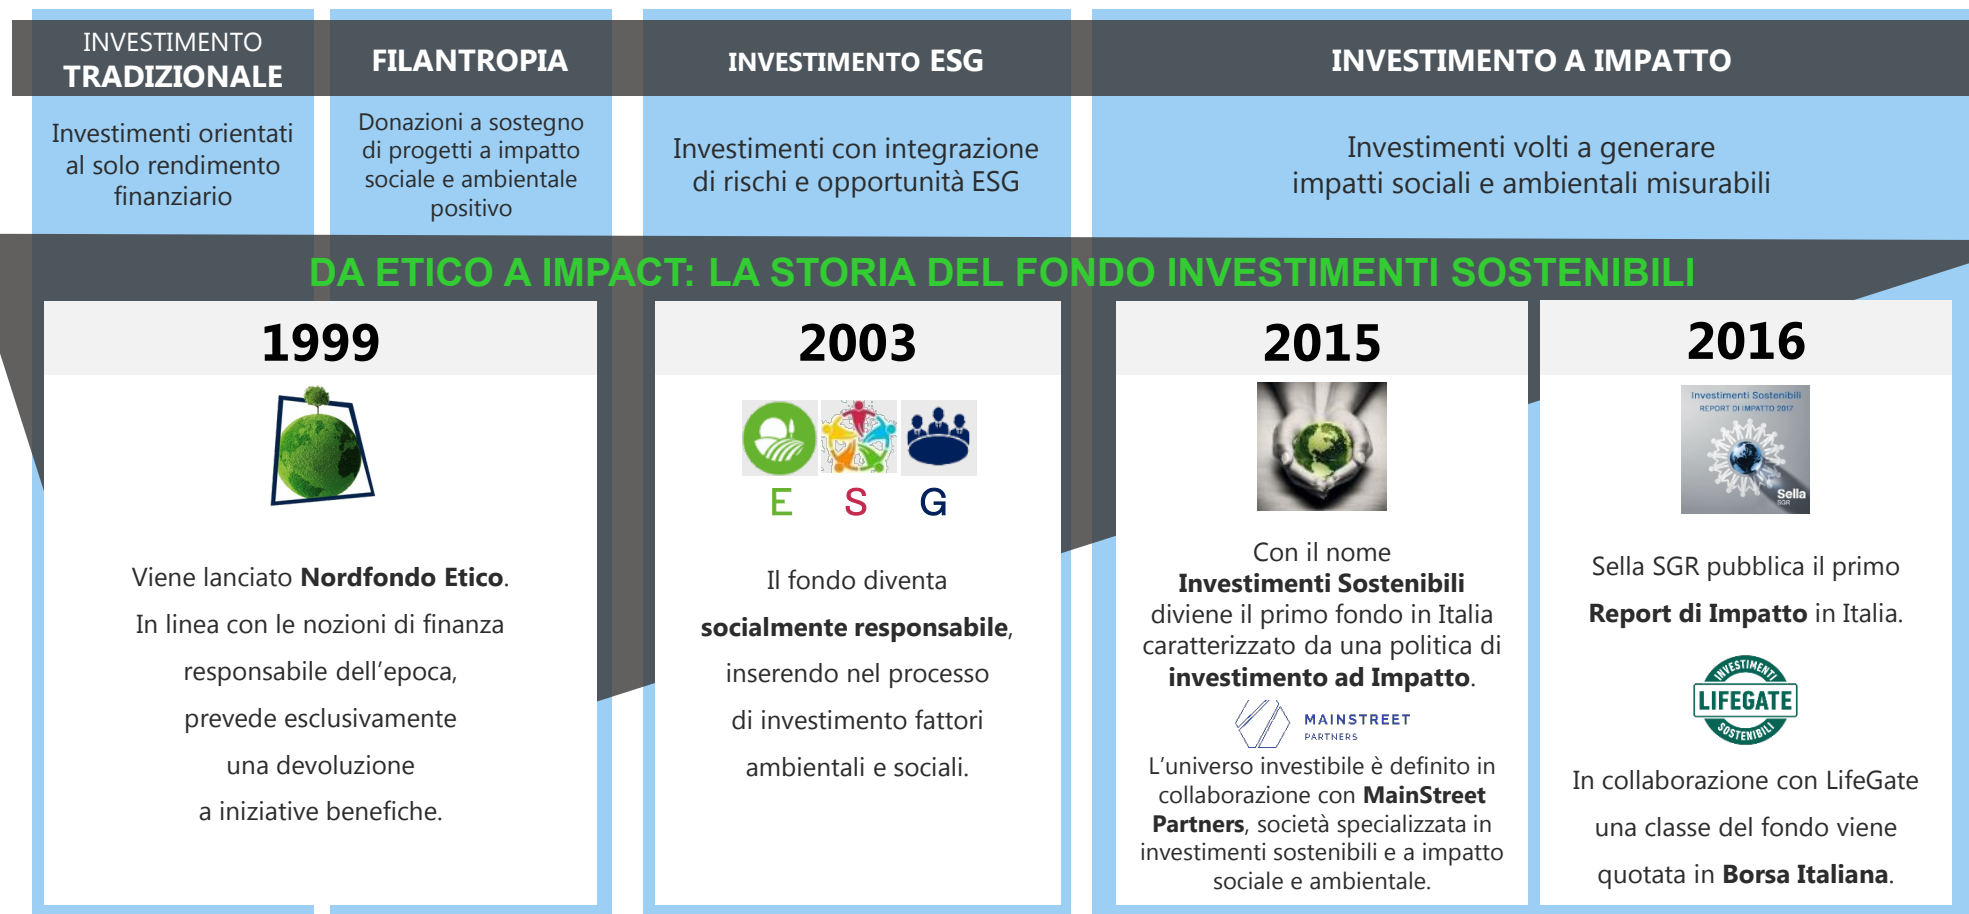 INVESTIMENTO
TRADIZIONALE
FILANTROPIA
INVESTIMENTO ESG
INVESTIMENTO A IMPATTO
Investimenti orientati
al solo rendimento
finanziario
Donazioni a sostegno
di progetti a impatto
sociale e ambientale
positivo
Investimenti con integrazione
di rischi e opportunità ESG
Investimenti volti a generare
impatti sociali e ambientali misurabili
DA ETICO A IMPACT: LA STORIA DEL FONDO INVESTIMENTI SOSTENIBILI
1999
Viene lanciato Nordfondo Etico.
In linea con le nozioni di finanza
responsabile dell'epoca,
prevede esclusivamente
una devoluzione
a iniziative benefiche.
2003
E S G
Il fondo diventa
socialmente responsabile,
inserendo nel processo
di investimento fattori
ambientali e sociali.
2015
Con il nome
Investimenti Sostenibili
diviene il primo fondo in Italia
caratterizzato da una politica di
investimento ad Impatto.
MAINSTREET
PARTNERS
L'universo investibile è definito in
collaborazione con MainStreet
Partners, società specializzata in
investimenti sostenibili e a impatto
sociale e ambientale.
2016
Investimenti Sostenibili
REPORT DI IMPATTO 2017
Sella
SGR
Sella SGR pubblica il primo
Report di Impatto in Italia.
INVESTIMENTI
LIFEGATE
SOSTENIBILI
In collaborazione con LifeGate
una classe del fondo viene
quotata in Borsa Italiana.